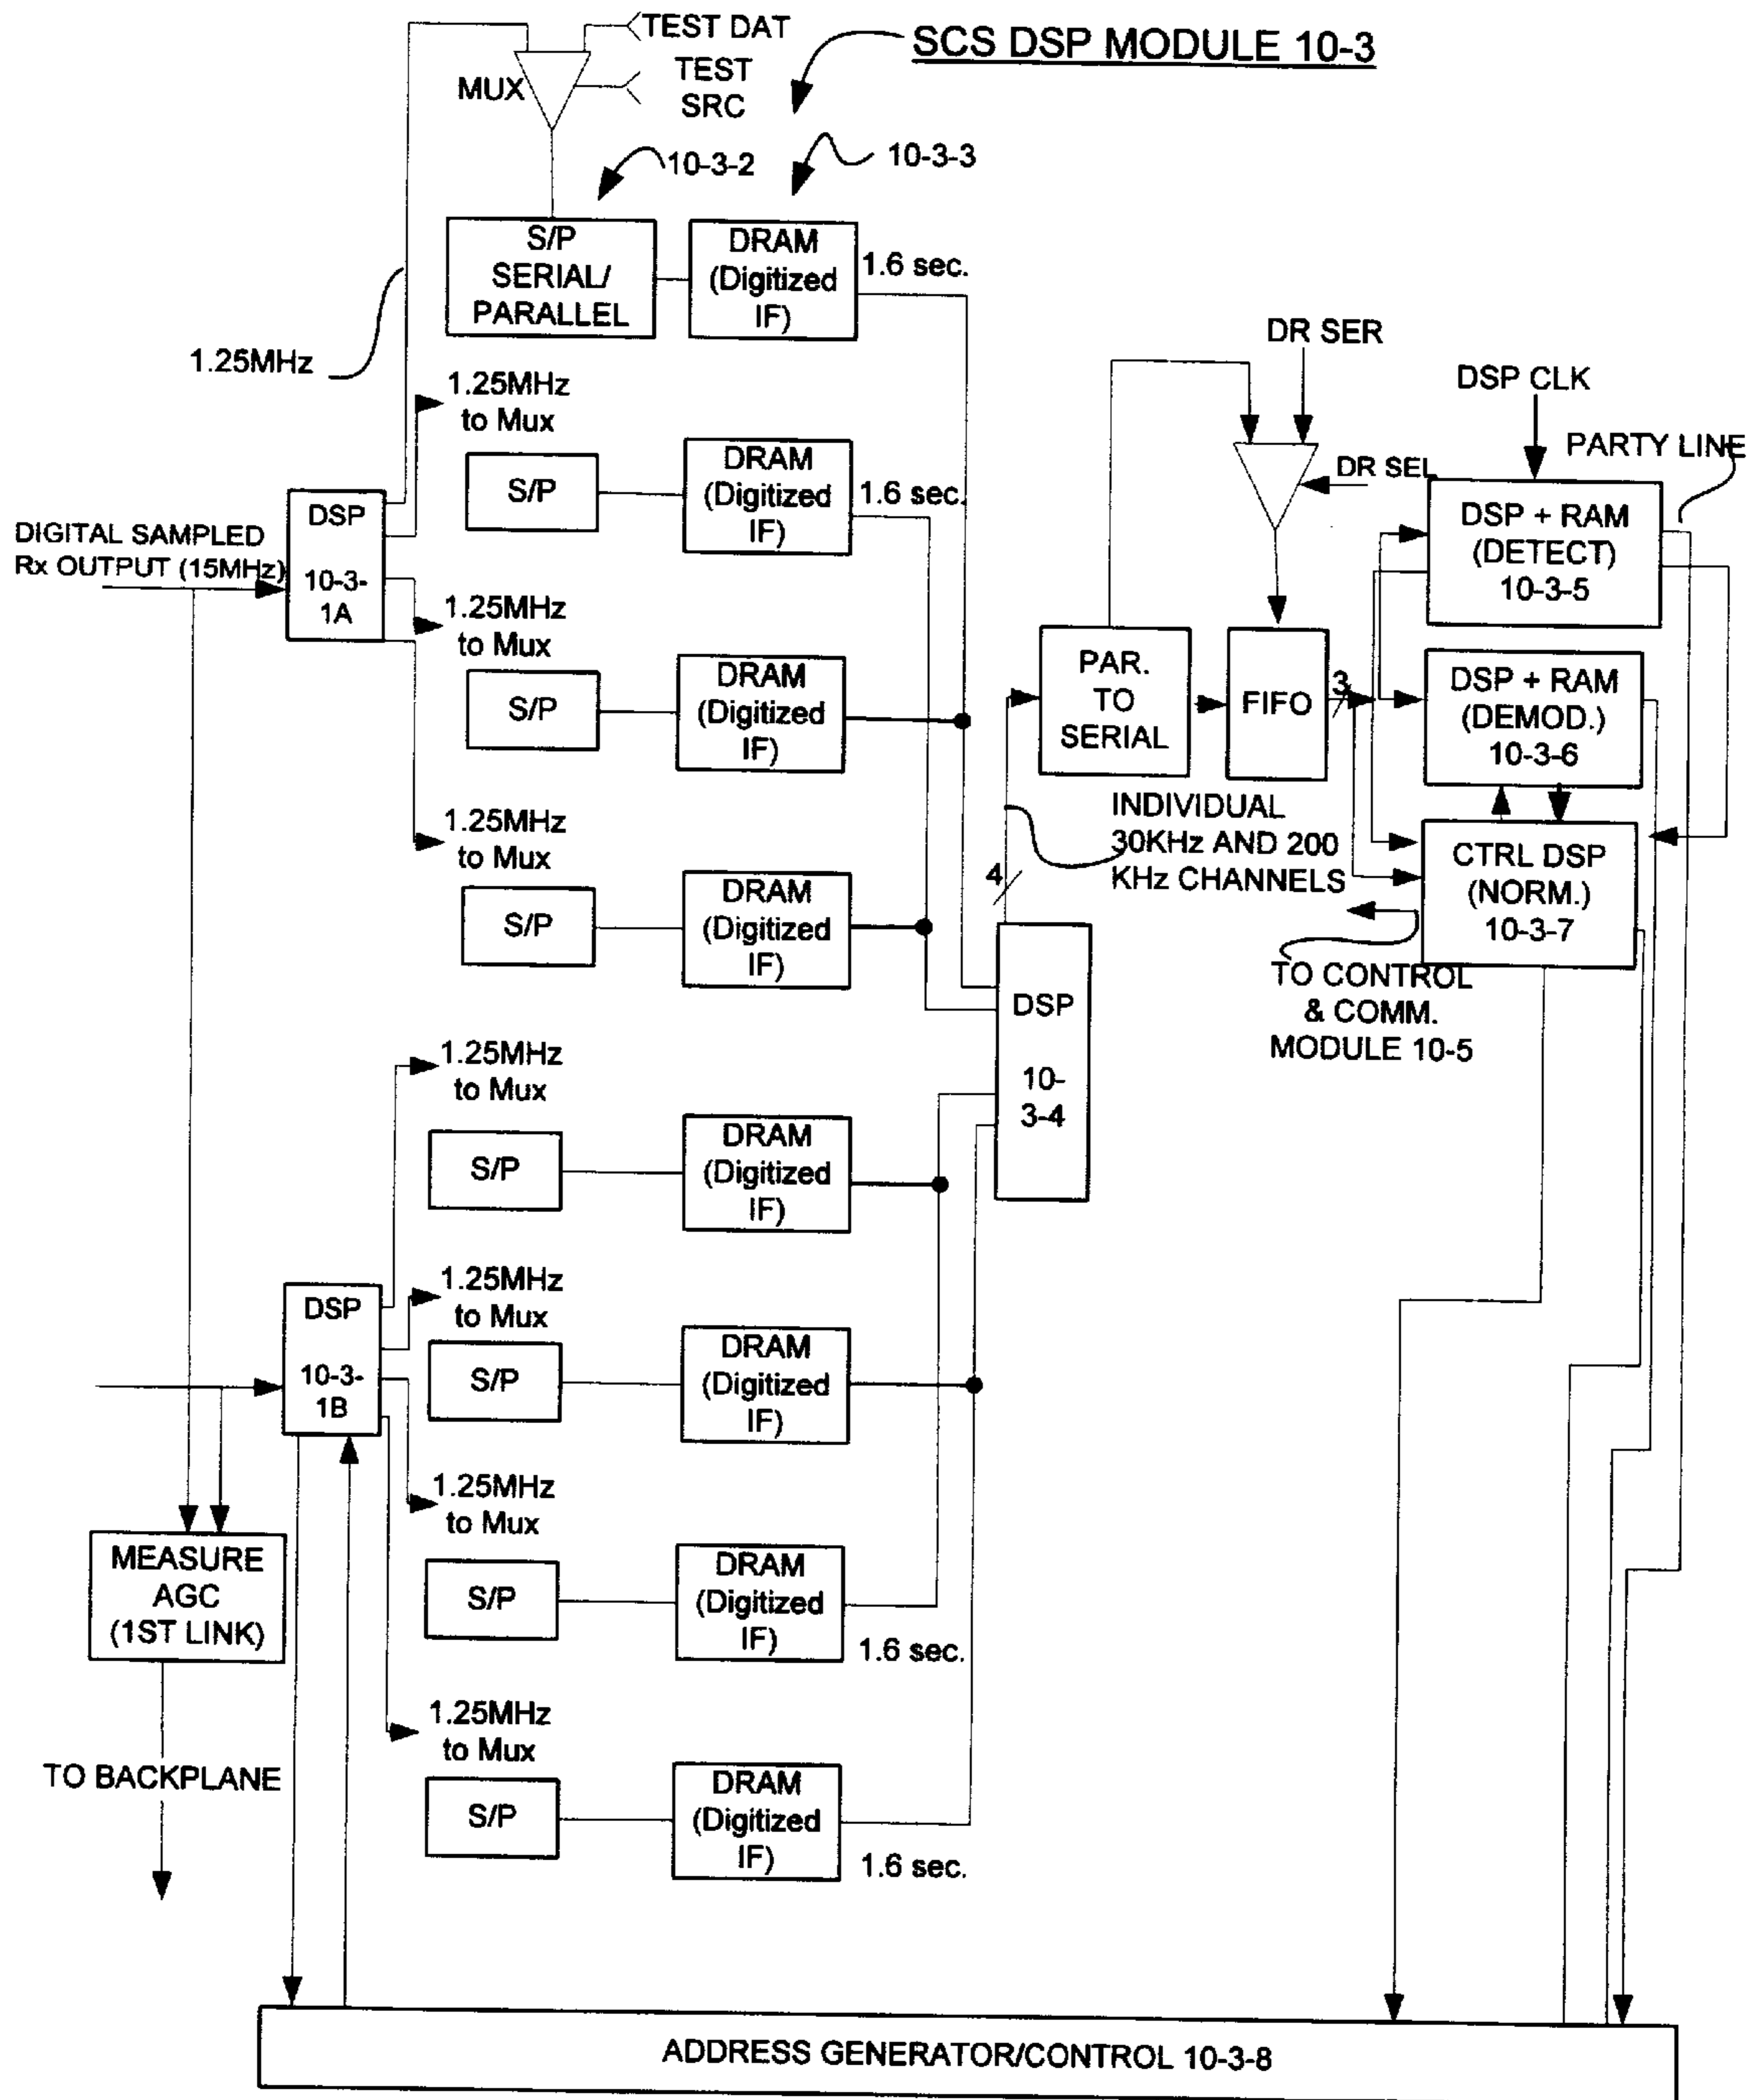 TEST DAT
SCS DSP MODULE 10-3
MUX
TEST
SRC
10-3-2
10-3-3
S/P
SERIAL/
PARALLEL
DRAM
(Digitized
IF)
1.6 sec.
1.25MHz
1.25MHz
to Mux
S/P
DRAM
(Digitized
IF)
1.6 sec.
DIGITAL SAMPLED
Rx OUTPUT (15MHz)
DSP
10-3-
1A
1.25MHz
to Mux
S/P
DRAM
(Digitized
IF)
1.25MHz
to Mux
S/P
DRAM
(Digitized
IF)
DR SER
DSP CLK
PARTY LINE
DR SEL
DSP + RAM
(DETECT)
10-3-5
PAR.
TO
SERIAL
FIFO
3
DSP + RAM
(DEMOD.)
10-3-6
INDIVIDUAL
30KHz AND 200
KHz CHANNELS
4
CTRL DSP
(NORM.)
10-3-7
TO CONTROL
& COMM.
MODULE 10-5
DSP
10-
3-4
1.25MHz
to Mux
S/P
DRAM
(Digitized
IF)
DSP
10-3-
1B
1.25MHz
to Mux
S/P
DRAM
(Digitized
IF)
1.25MHz
to Mux
S/P
DRAM
(Digitized
IF)
1.6 sec.
MEASURE
AGC
(1ST LINK)
1.25MHz
to Mux
S/P
DRAM
(Digitized
IF)
1.6 sec.
TO BACKPLANE
ADDRESS GENERATOR/CONTROL 10-3-8